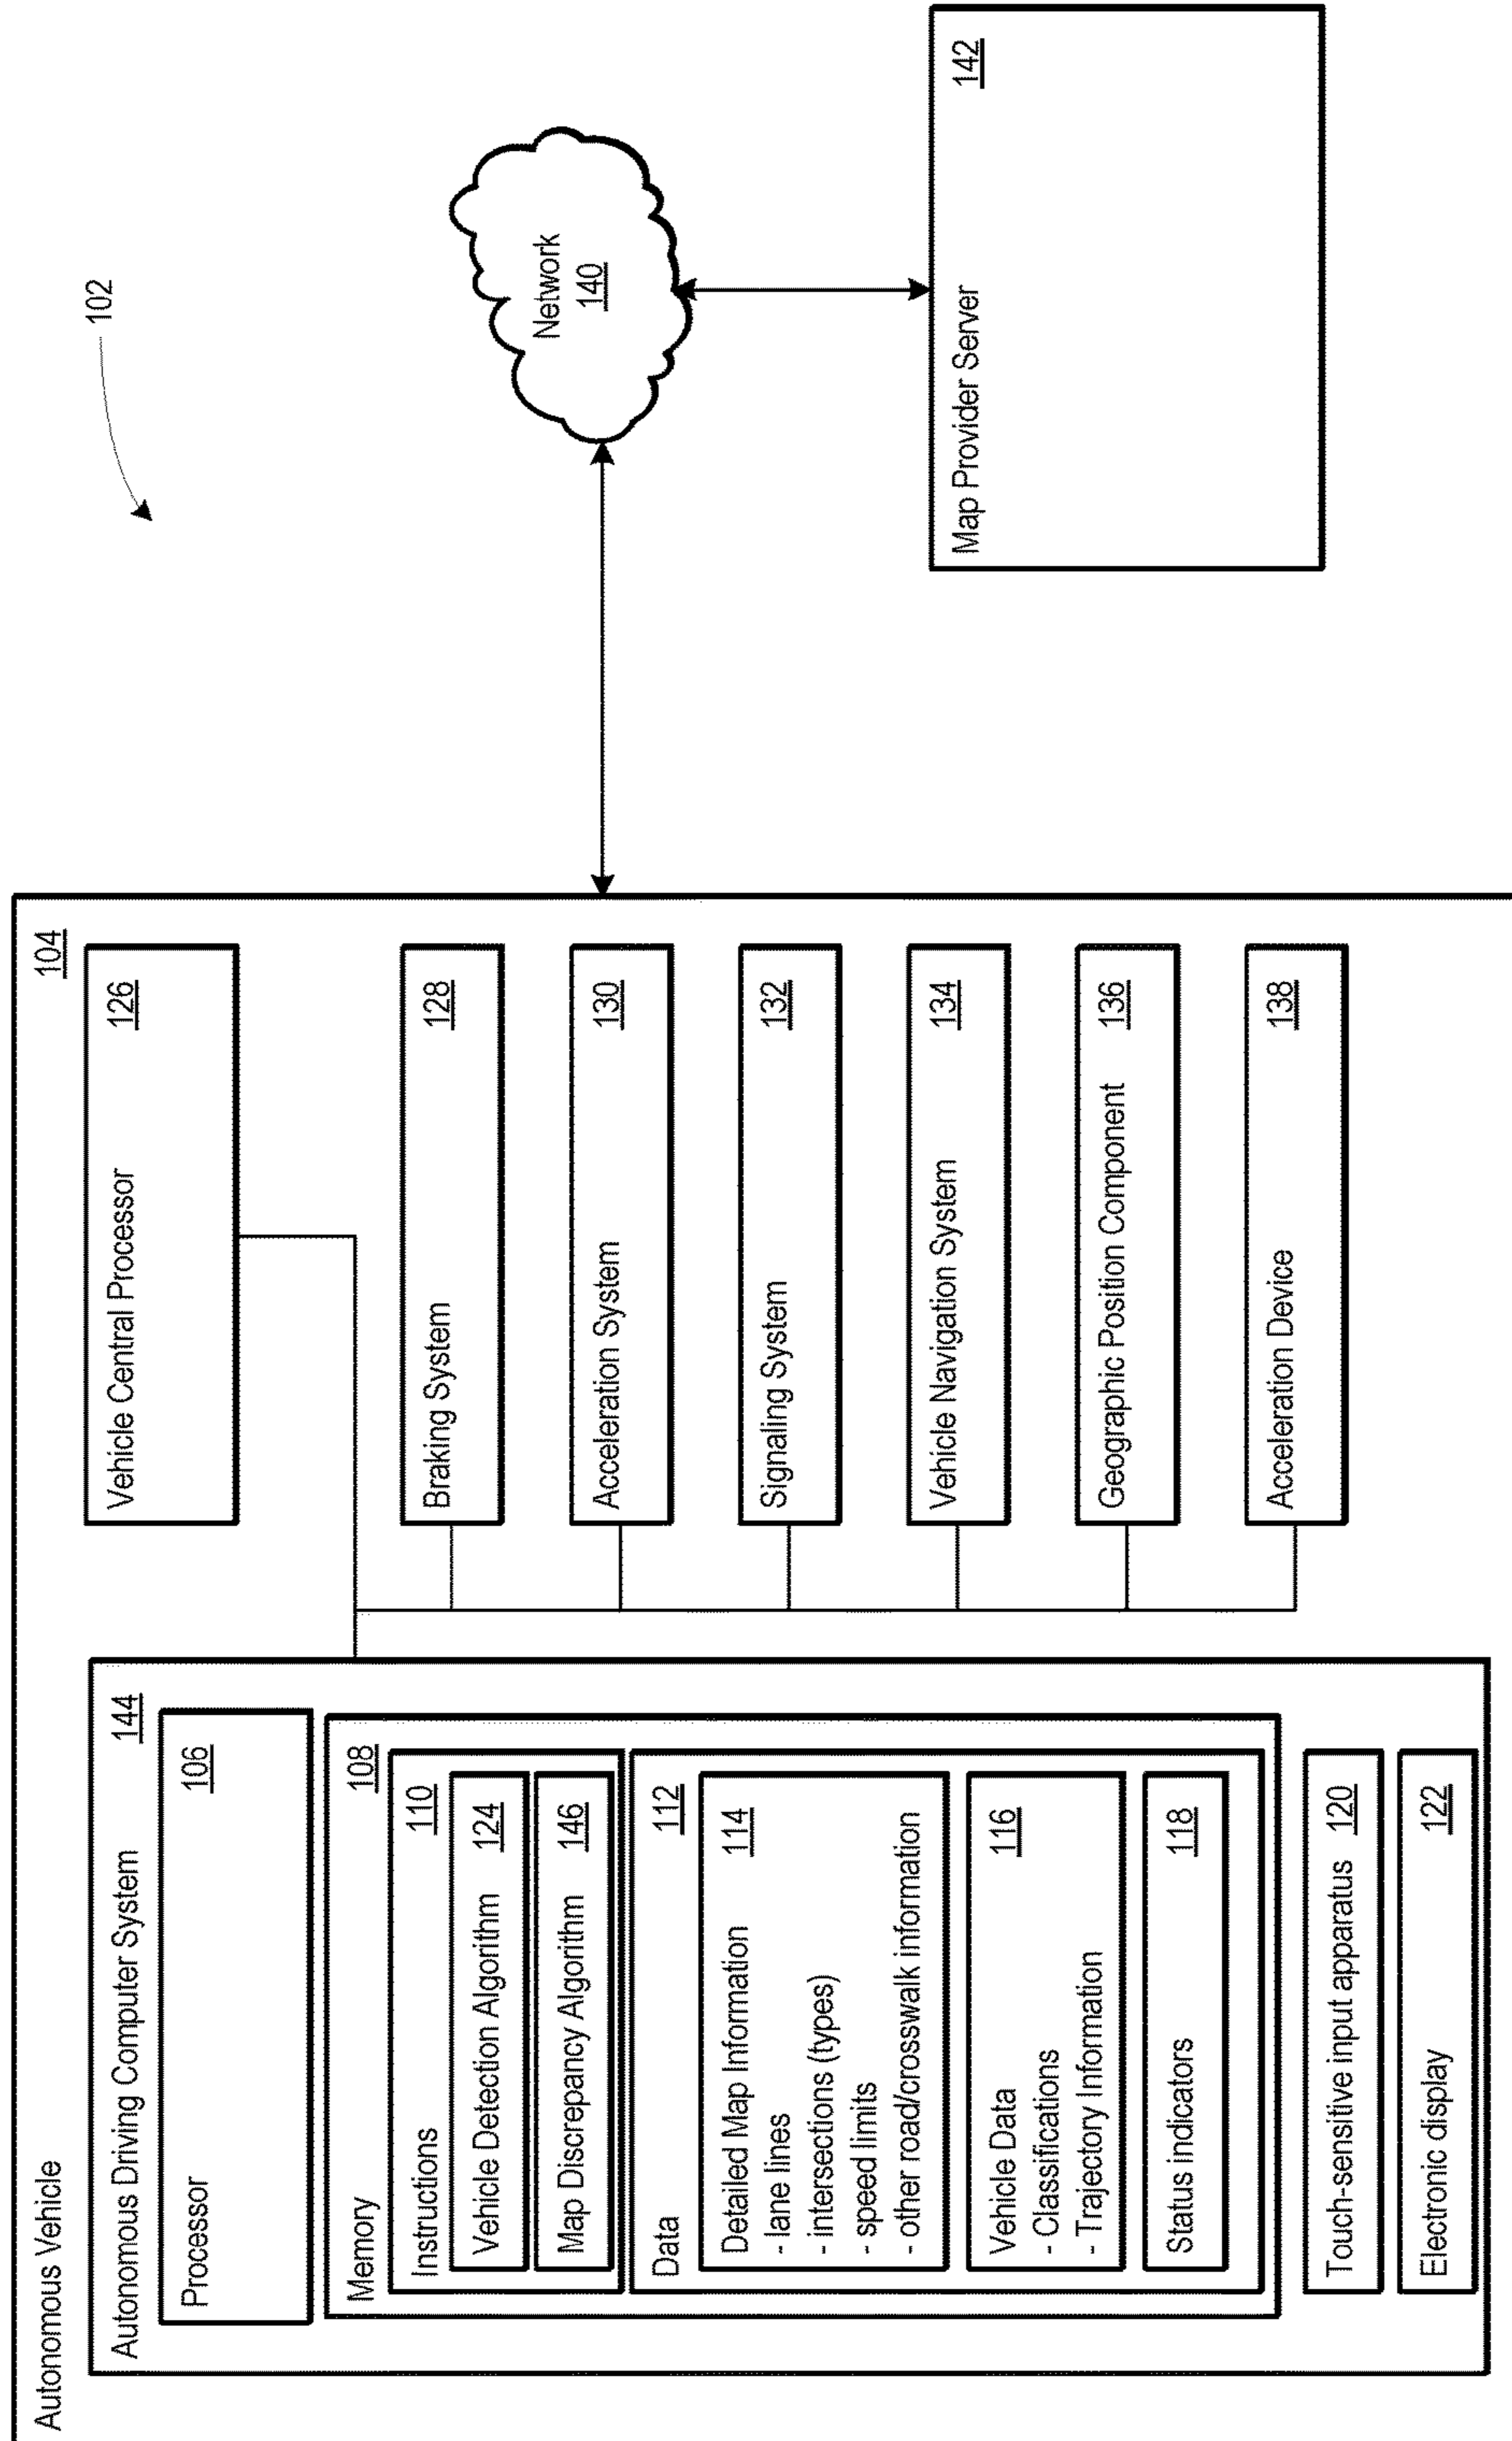 102
Autonomous Vehicle
104
Autonomous Driving Computer System
144
Processor
106
Memory
108
Instructions
110
Vehicle Detection Algorithm
124
Map Discrepancy Algorithm
146
Data
112
Detailed Map Information
114
- lane lines
- intersections (types)
- speed limits
- other road/crosswalk information
Vehicle Data
116
- Classifications
- Trajectory Information
Status indicators
118
Touch-sensitive input apparatus
120
Electronic display
122
Vehicle Central Processor
126
Braking System
128
Acceleration System
130
Signaling System
132
Vehicle Navigation System
134
Geographic Position Component
136
Acceleration Device
138
Network
140
Map Provider Server
142